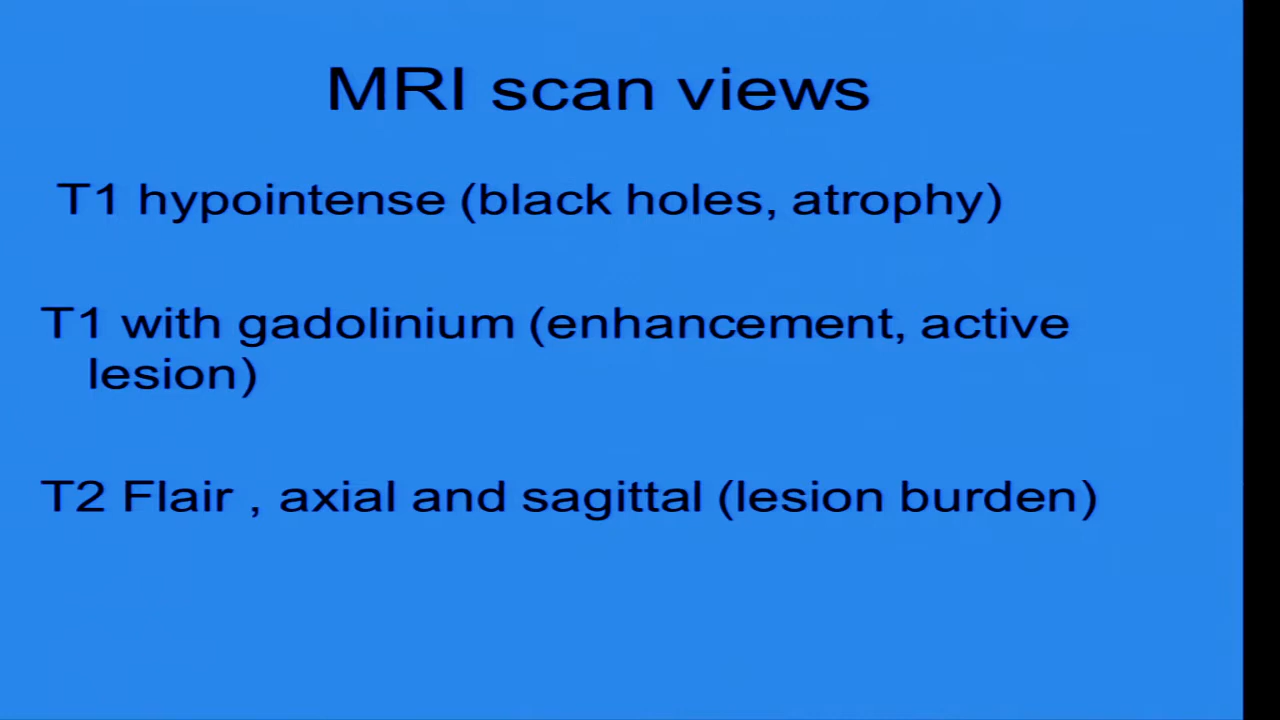 MRI scan views
T1 hypointense (black holes, atrophy)
T1 with gadolinium (enhancement, active
lesion)
T2 Flair , axial and sagittal (lesion burden)